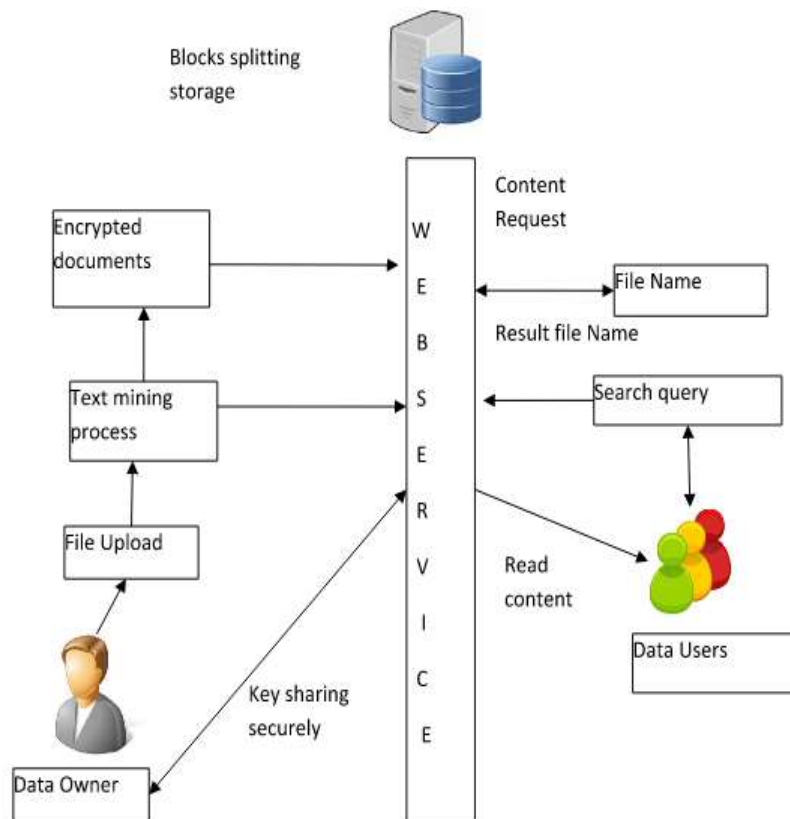 Blocks splitting
storage
Content
Request
Encrypted
documents
File Name
Result file Name
Text mining
process
Search query
File Upload
Read
content
Data Users
Key sharing
securely
Data Owner
W
E
B
S
E
R
V
I
C
E